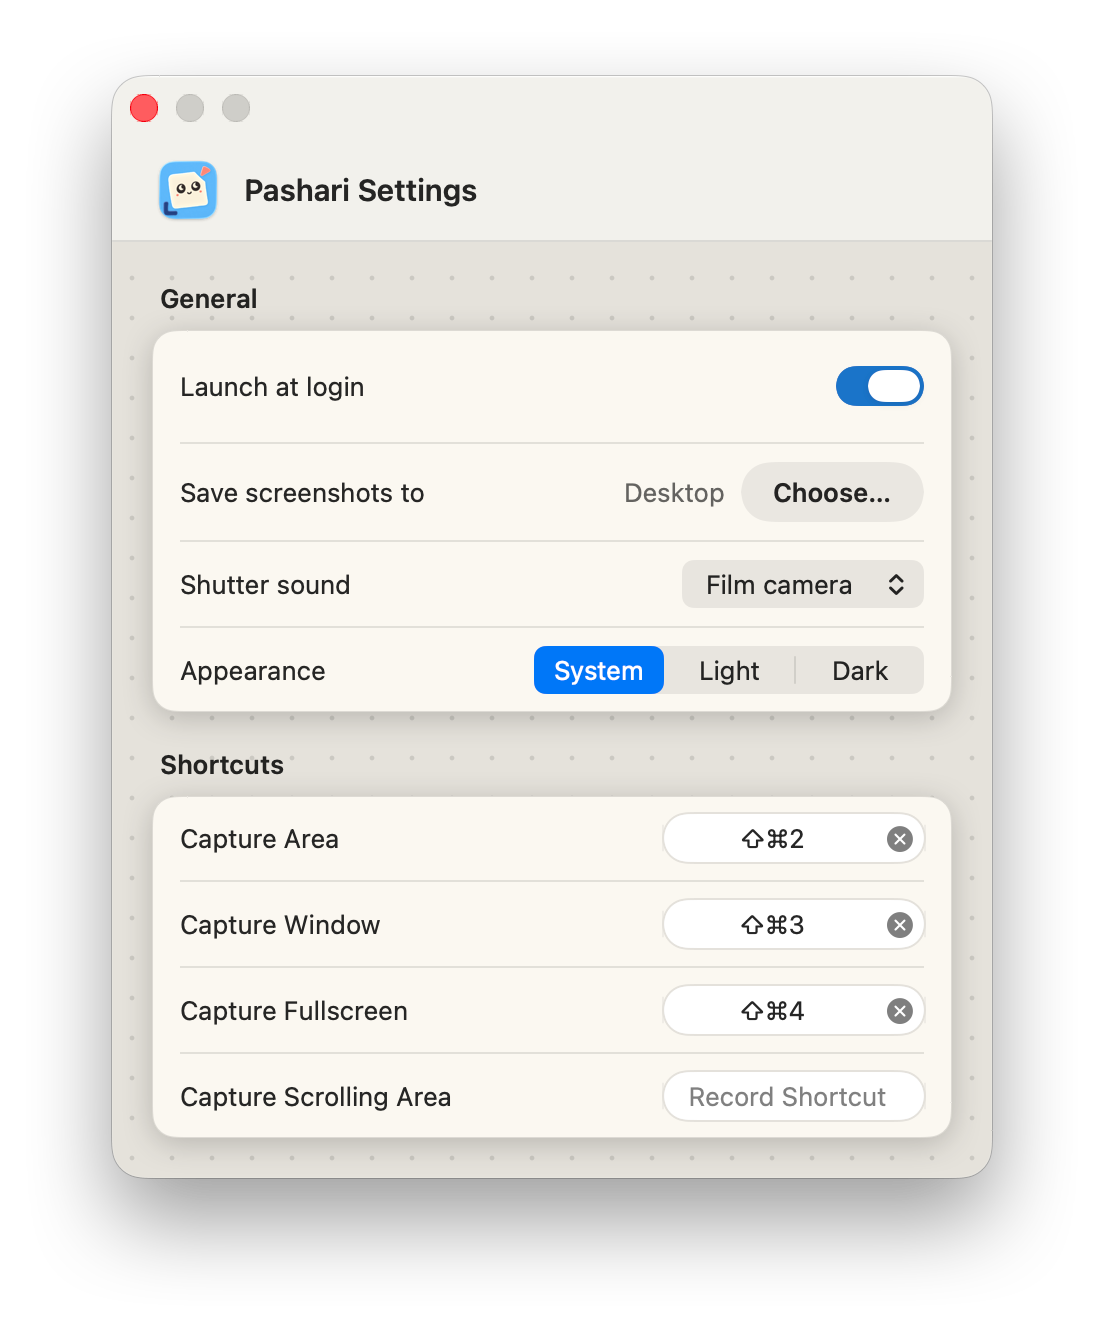 Pashari Settings
General
Launch at login
Save screenshots to Desktop Choose...
Shutter sound Film camera
Appearance System Light Dark
Shortcuts
Capture Area ⇧⌘2
Capture Window ⇧⌘3
Capture Fullscreen ⇧⌘4
Capture Scrolling Area Record Shortcut